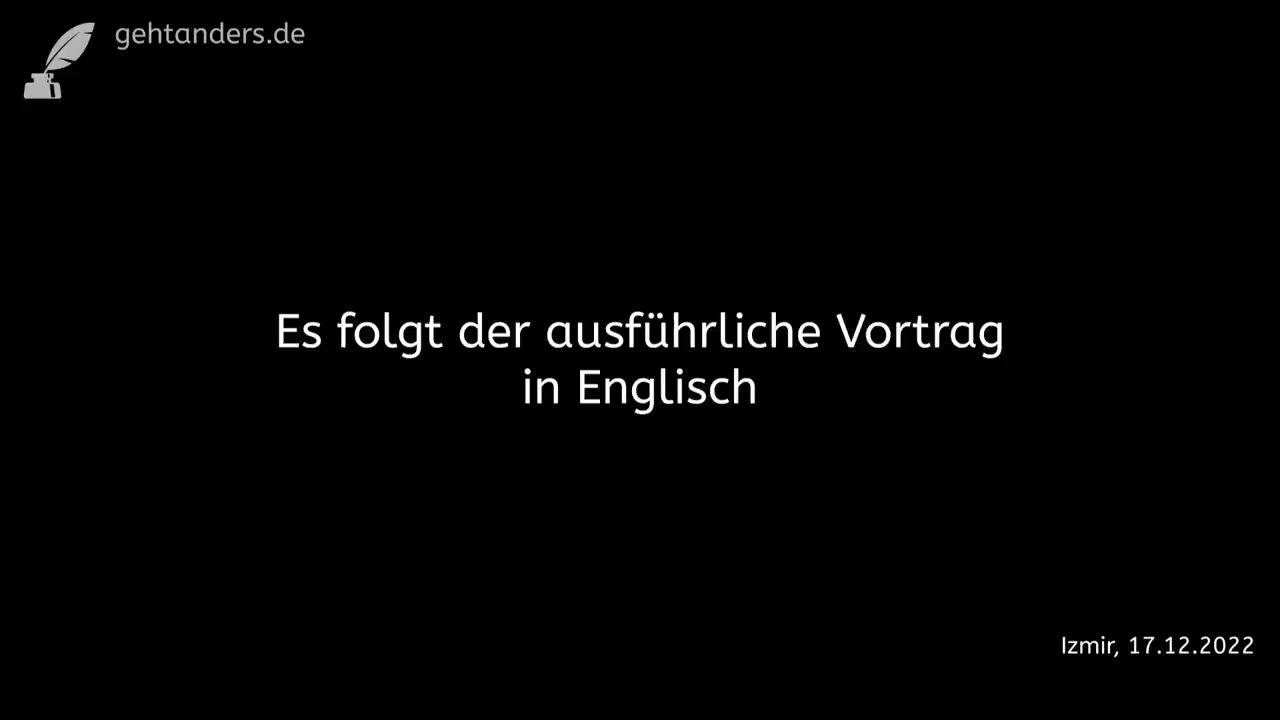 gehtanders.de
Es folgt der ausführliche Vortrag
in Englisch
Izmir, 17.12.2022